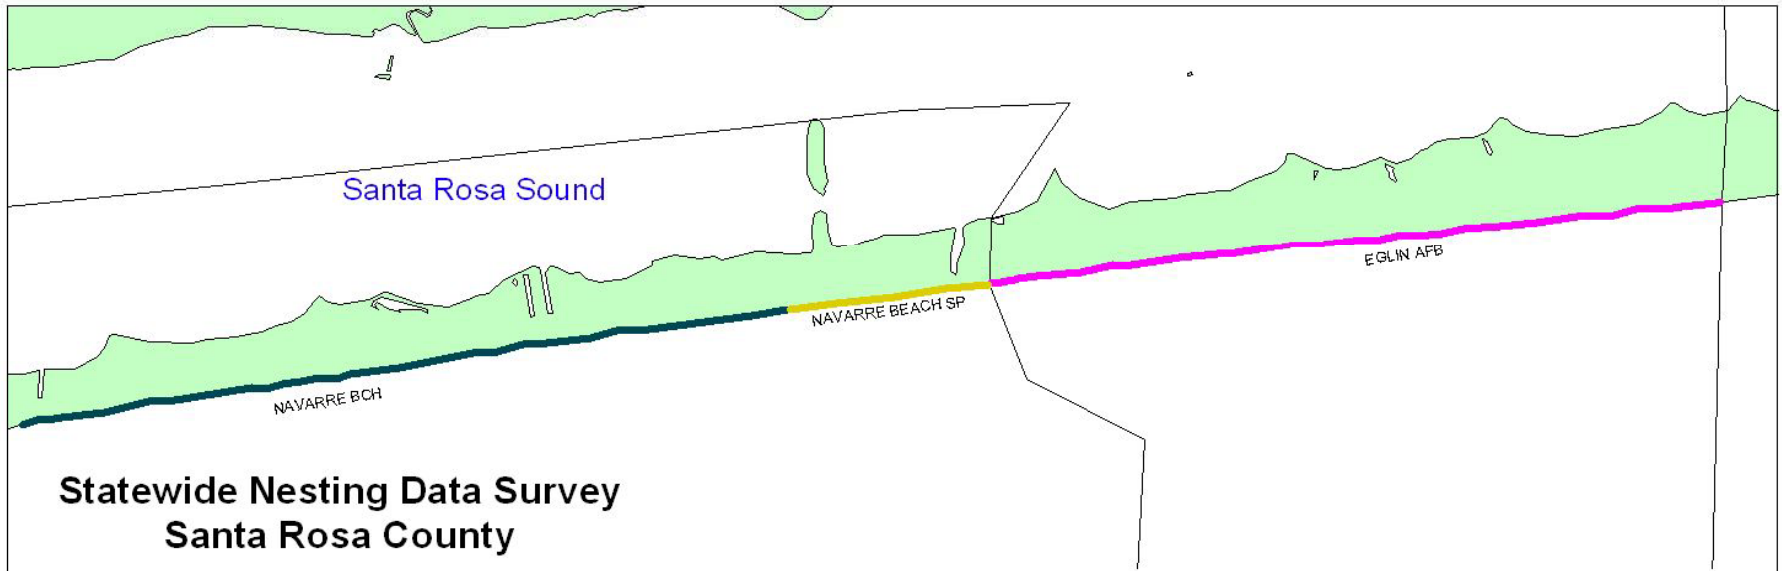 Santa Rosa Sound
EGLIN AFB
NAVARRE BEACH SP
NAVARRE BCH
Statewide Nesting Data Survey
Santa Rosa County